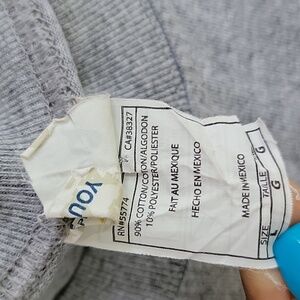 YOU
RN#55774 CA#38327
90% COTTON/COTON/ALGODON
10% POLYESTER/POLIESTER
FAIT AU MEXIQUE
HECHO EN MEXICO
MADE IN MEXICO
SIZE TAILLE G
L G